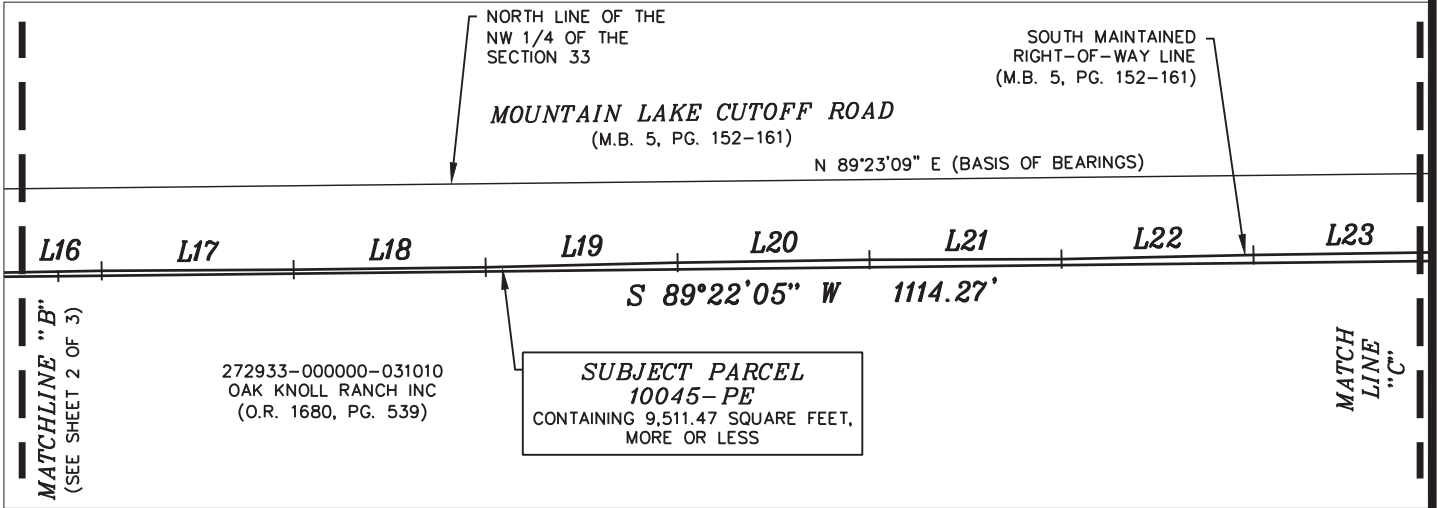 NORTH LINE OF THE
NW 1/4 OF THE
SECTION 33
SOUTH MAINTAINED
RIGHT-OF-WAY LINE
(M.B. 5, PG. 152-161)
MOUNTAIN LAKE CUTOFF ROAD
(M.B. 5, PG. 152-161)
N 89°23'09" E (BASIS OF BEARINGS)
L16 L17 L18 L19 L20 L21 L22 L23
S 89°22'05" W 1114.27'
MATCHLINE "B"
(SEE SHEET 2 OF 3)
272933-000000-031010
OAK KNOLL RANCH INC
(O.R. 1680, PG. 539)
SUBJECT PARCEL
10045-PE
CONTAINING 9,511.47 SQUARE FEET,
MORE OR LESS
MATCH
LINE
"C"